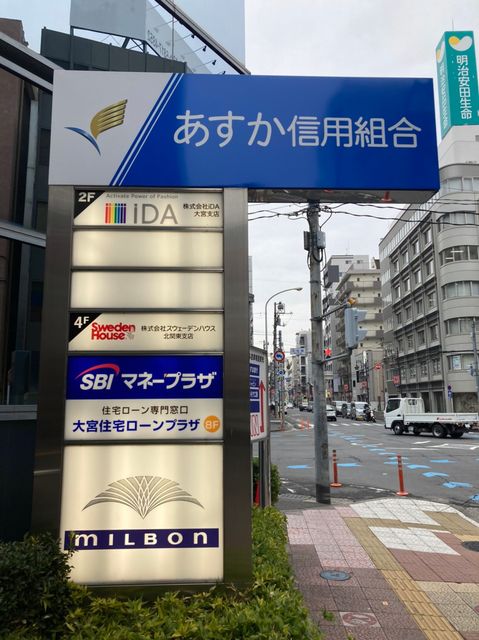 あすか信用組合
明治安田生命
2F
Activate Power of Fashion
iDA
株式会社iDA
大宮支店
4F
Sweden
House
株式会社スウェーデンハウス
北関東支店
SBI マネープラザ
住宅ローン専門窓口
大宮住宅ローンプラザ 8F
MILBON